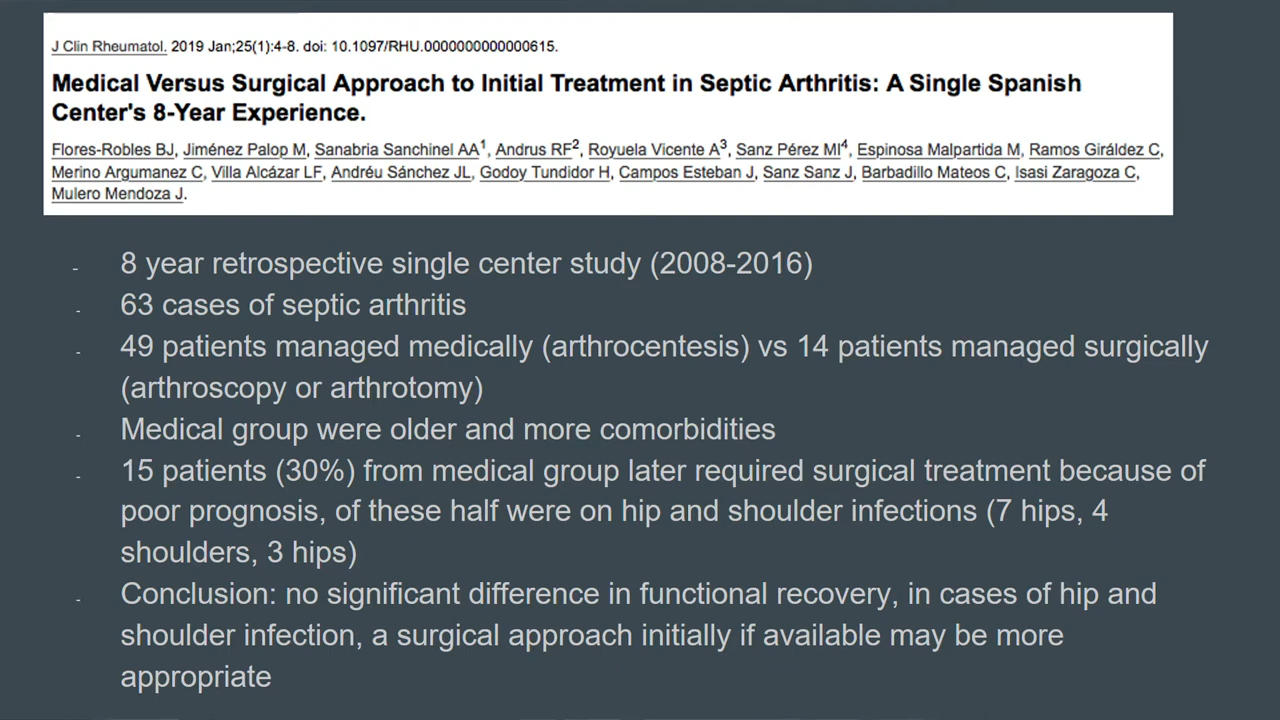 J Clin Rheumatol. 2019 Jan;25(1):4-8. doi: 10.1097/RHU.0000000000000615.
Medical Versus Surgical Approach to Initial Treatment in Septic Arthritis: A Single Spanish
Center's 8-Year Experience.
Flores-Robles BJ, Jiménez Palop M, Sanabria Sanchinel AA1, Andrus RF2, Royuela Vicente A3, Sanz Pérez MI4, Espinosa Malpartida M, Ramos Giráldez C,
Merino Argumanez C, Villa Alcázar LF, Andréu Sánchez JL, Godoy Tundidor H, Campos Esteban J, Sanz Sanz J, Barbadillo Mateos C, Isasi Zaragoza C,
Mulero Mendoza J.
- 8 year retrospective single center study (2008-2016)
- 63 cases of septic arthritis
- 49 patients managed medically (arthrocentesis) vs 14 patients managed surgically
(arthroscopy or arthrotomy)
- Medical group were older and more comorbidities
- 15 patients (30%) from medical group later required surgical treatment because of
poor prognosis, of these half were on hip and shoulder infections (7 hips, 4
shoulders, 3 hips)
- Conclusion: no significant difference in functional recovery, in cases of hip and
shoulder infection, a surgical approach initially if available may be more
appropriate